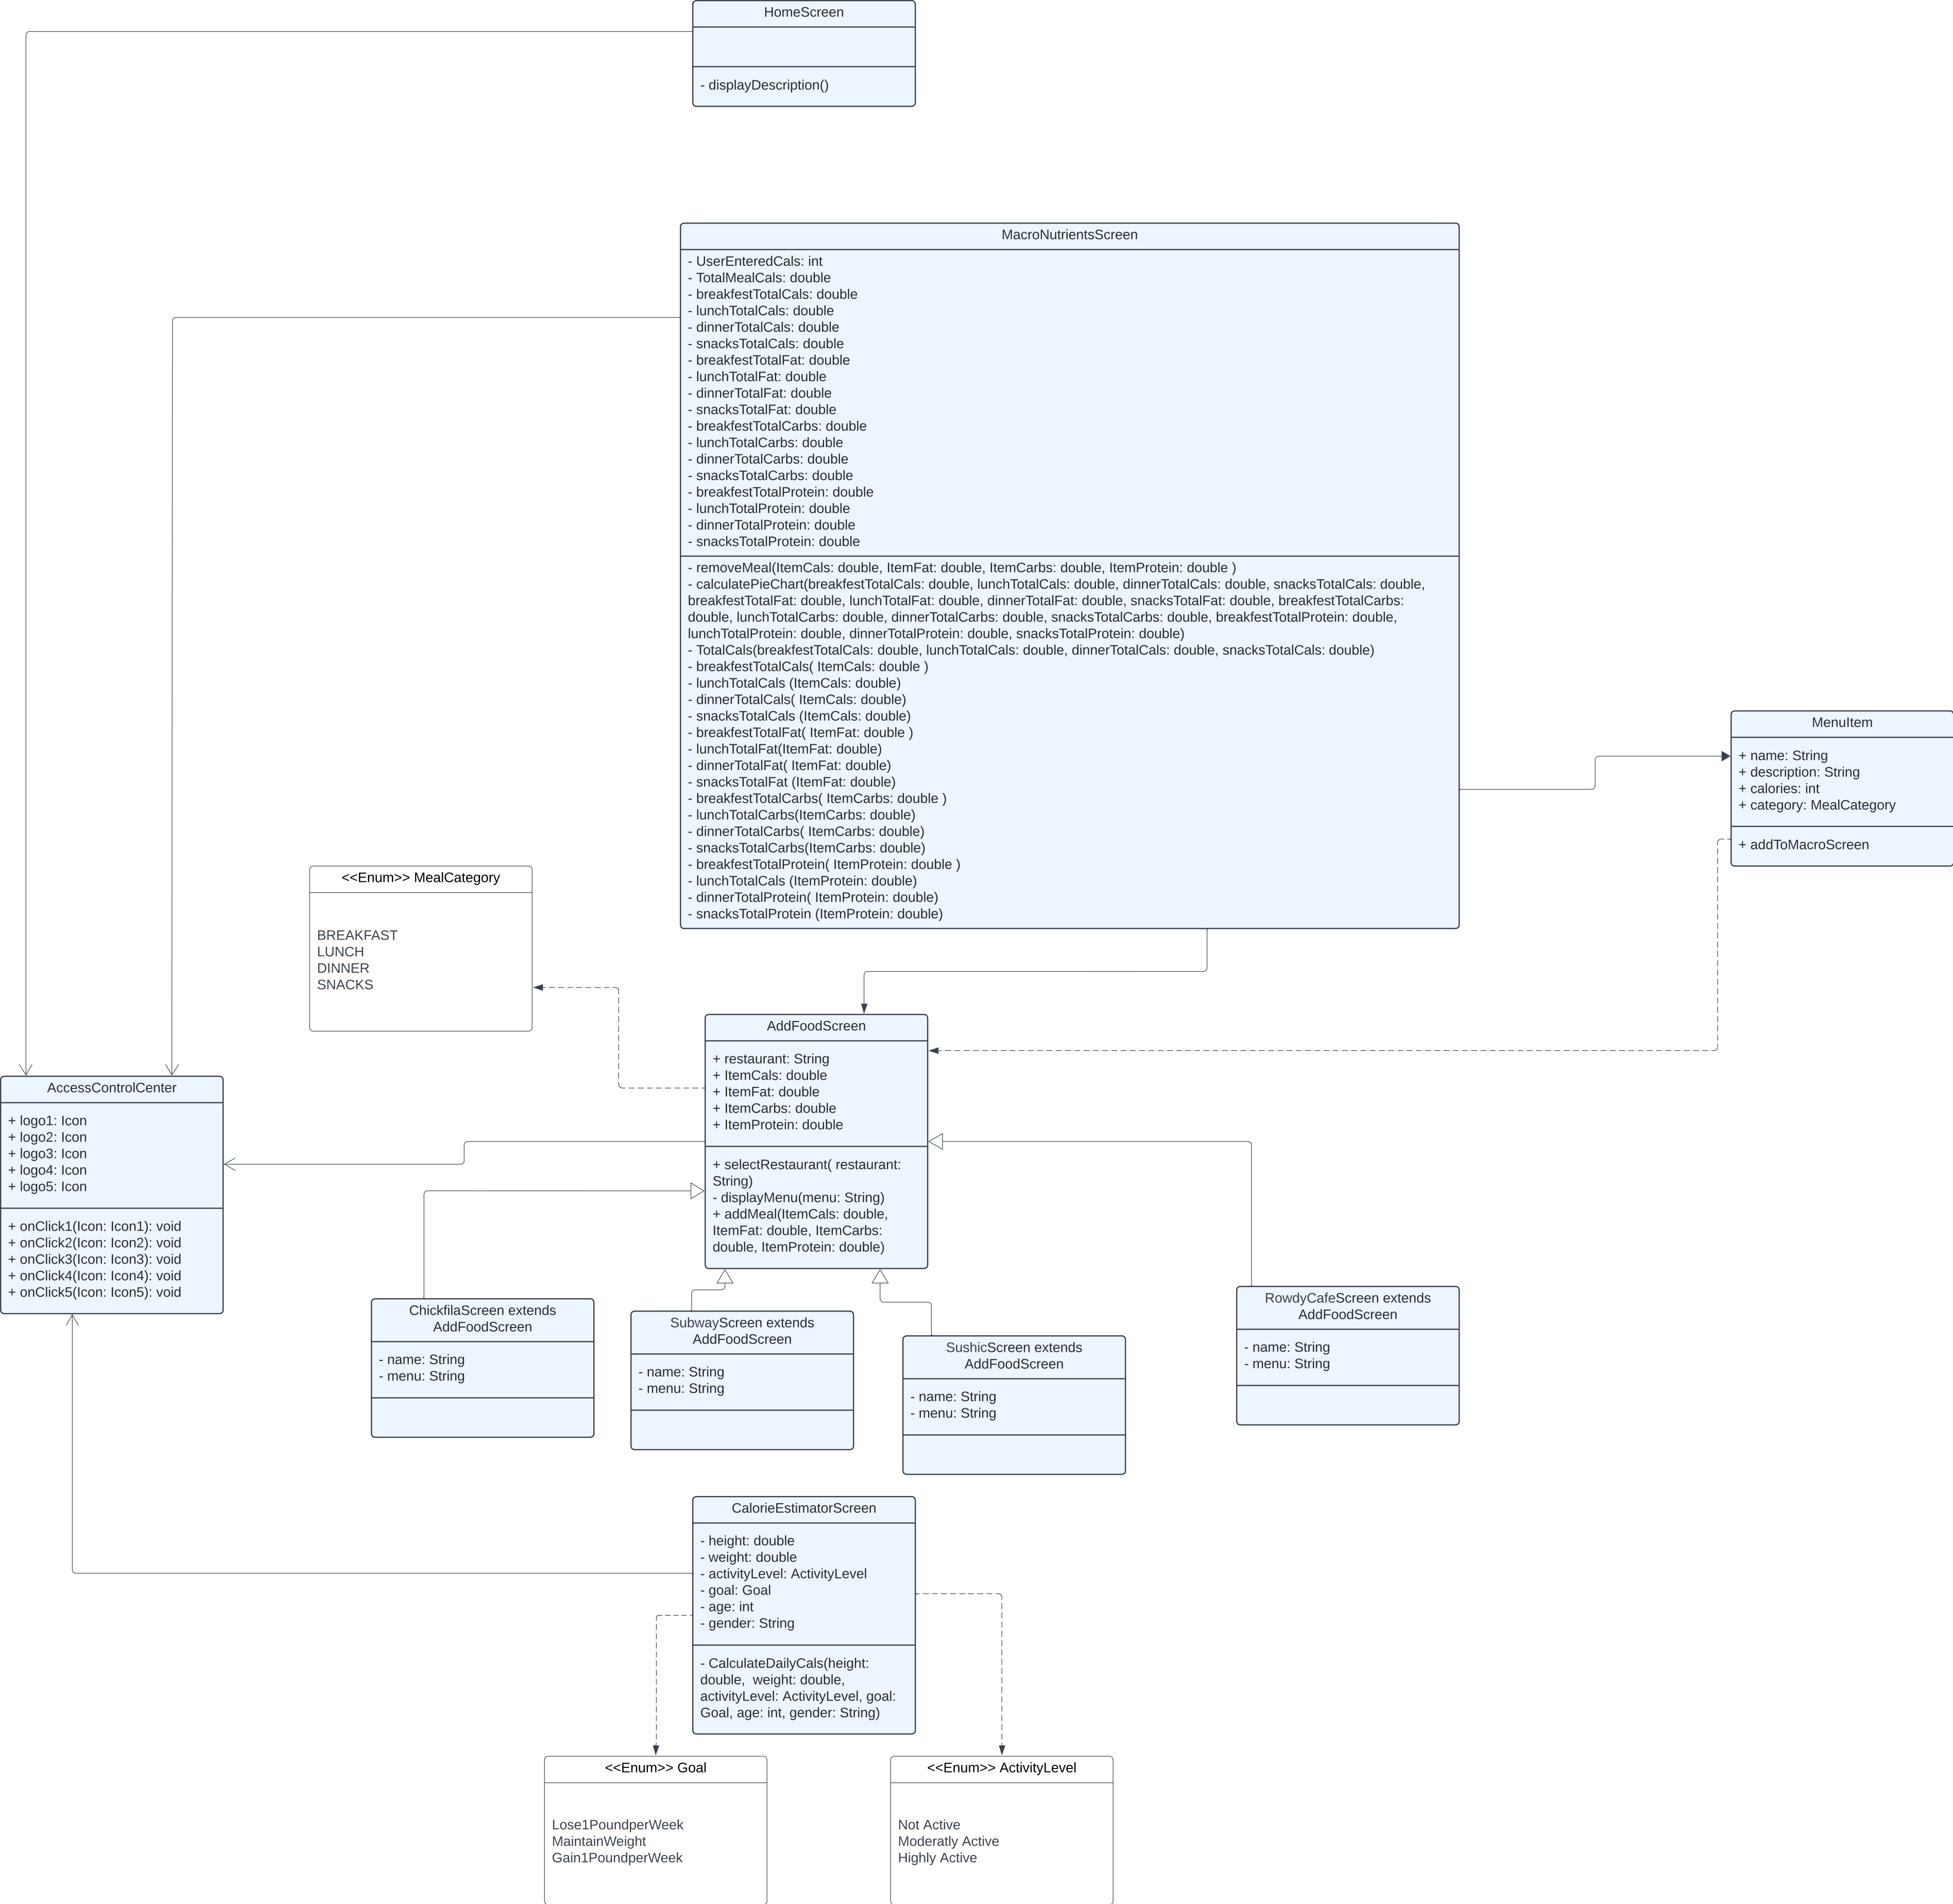 HomeScreen
- displayDescription()
MacroNutrientsScreen
- UserEnteredCals: int
- TotalMealCals: double
- breakfestTotalCals: double
- lunchTotalCals: double
- dinnerTotalCals: double
- snacksTotalCals: double
- breakfestTotalFat: double
- lunchTotalFat: double
- dinnerTotalFat: double
- snacksTotalFat: double
- breakfestTotalCarbs: double
- lunchTotalCarbs: double
- dinnerTotalCarbs: double
- snacksTotalCarbs: double
- breakfestTotalProtein: double
- lunchTotalProtein: double
- dinnerTotalProtein: double
- snacksTotalProtein: double
- removeMeal(ItemCals: double, ItemFat: double, ItemCarbs: double, ItemProtein: double )
- calculatePieChart(breakfestTotalCals: double, lunchTotalCals: double, dinnerTotalCals: double, snacksTotalCals: double,
breakfestTotalFat: double, lunchTotalFat: double, dinnerTotalFat: double, snacksTotalFat: double, breakfestTotalCarbs:
double, lunchTotalCarbs: double, dinnerTotalCarbs: double, snacksTotalCarbs: double, breakfestTotalProtein: double,
lunchTotalProtein: double, dinnerTotalProtein: double, snacksTotalProtein: double)
- TotalCals(breakfestTotalCals: double, lunchTotalCals: double, dinnerTotalCals: double, snacksTotalCals: double)
- breakfestTotalCals( ItemCals: double )
- lunchTotalCals (ItemCals: double)
- dinnerTotalCals( ItemCals: double)
- snacksTotalCals (ItemCals: double)
- breakfestTotalFat( ItemFat: double )
- lunchTotalFat(ItemFat: double)
- dinnerTotalFat( ItemFat: double)
- snacksTotalFat (ItemFat: double)
- breakfestTotalCarbs( ItemCarbs: double )
- lunchTotalCarbs(ItemCarbs: double)
- dinnerTotalCarbs( ItemCarbs: double)
- snacksTotalCarbs(ItemCarbs: double)
- breakfestTotalProtein( ItemProtein: double )
- lunchTotalCals (ItemProtein: double)
- dinnerTotalProtein( ItemProtein: double)
- snacksTotalProtein (ItemProtein: double)
MenuItem
+ name: String
+ description: String
+ calories: int
+ category: MealCategory
+ addToMacroScreen
<<Enum>> MealCategory
BREAKFAST
LUNCH
DINNER
SNACKS
AddFoodScreen
+ restaurant: String
+ ItemCals: double
+ ItemFat: double
+ ItemCarbs: double
+ ItemProtein: double
+ selectRestaurant( restaurant:
String)
- displayMenu(menu: String)
+ addMeal(ItemCals: double,
ItemFat: double, ItemCarbs:
double, ItemProtein: double)
AccessControlCenter
+ logo1: Icon
+ logo2: Icon
+ logo3: Icon
+ logo4: Icon
+ logo5: Icon
+ onClick1(Icon: Icon1): void
+ onClick2(Icon: Icon2): void
+ onClick3(Icon: Icon3): void
+ onClick4(Icon: Icon4): void
+ onClick5(Icon: Icon5): void
ChickfilaScreen extends
AddFoodScreen
- name: String
- menu: String
SubwayScreen extends
AddFoodScreen
- name: String
- menu: String
SushicScreen extends
AddFoodScreen
- name: String
- menu: String
RowdyCafeScreen extends
AddFoodScreen
- name: String
- menu: String
CalorieEstimatorScreen
- height: double
- weight: double
- activityLevel: ActivityLevel
- goal: Goal
- age: int
- gender: String
- CalculateDailyCals(height:
double,  weight: double,
activityLevel: ActivityLevel, goal:
Goal, age: int, gender: String)
<<Enum>> Goal
Lose1PoundperWeek
MaintainWeight
Gain1PoundperWeek
<<Enum>> ActivityLevel
Not Active
Moderatly Active
Highly Active